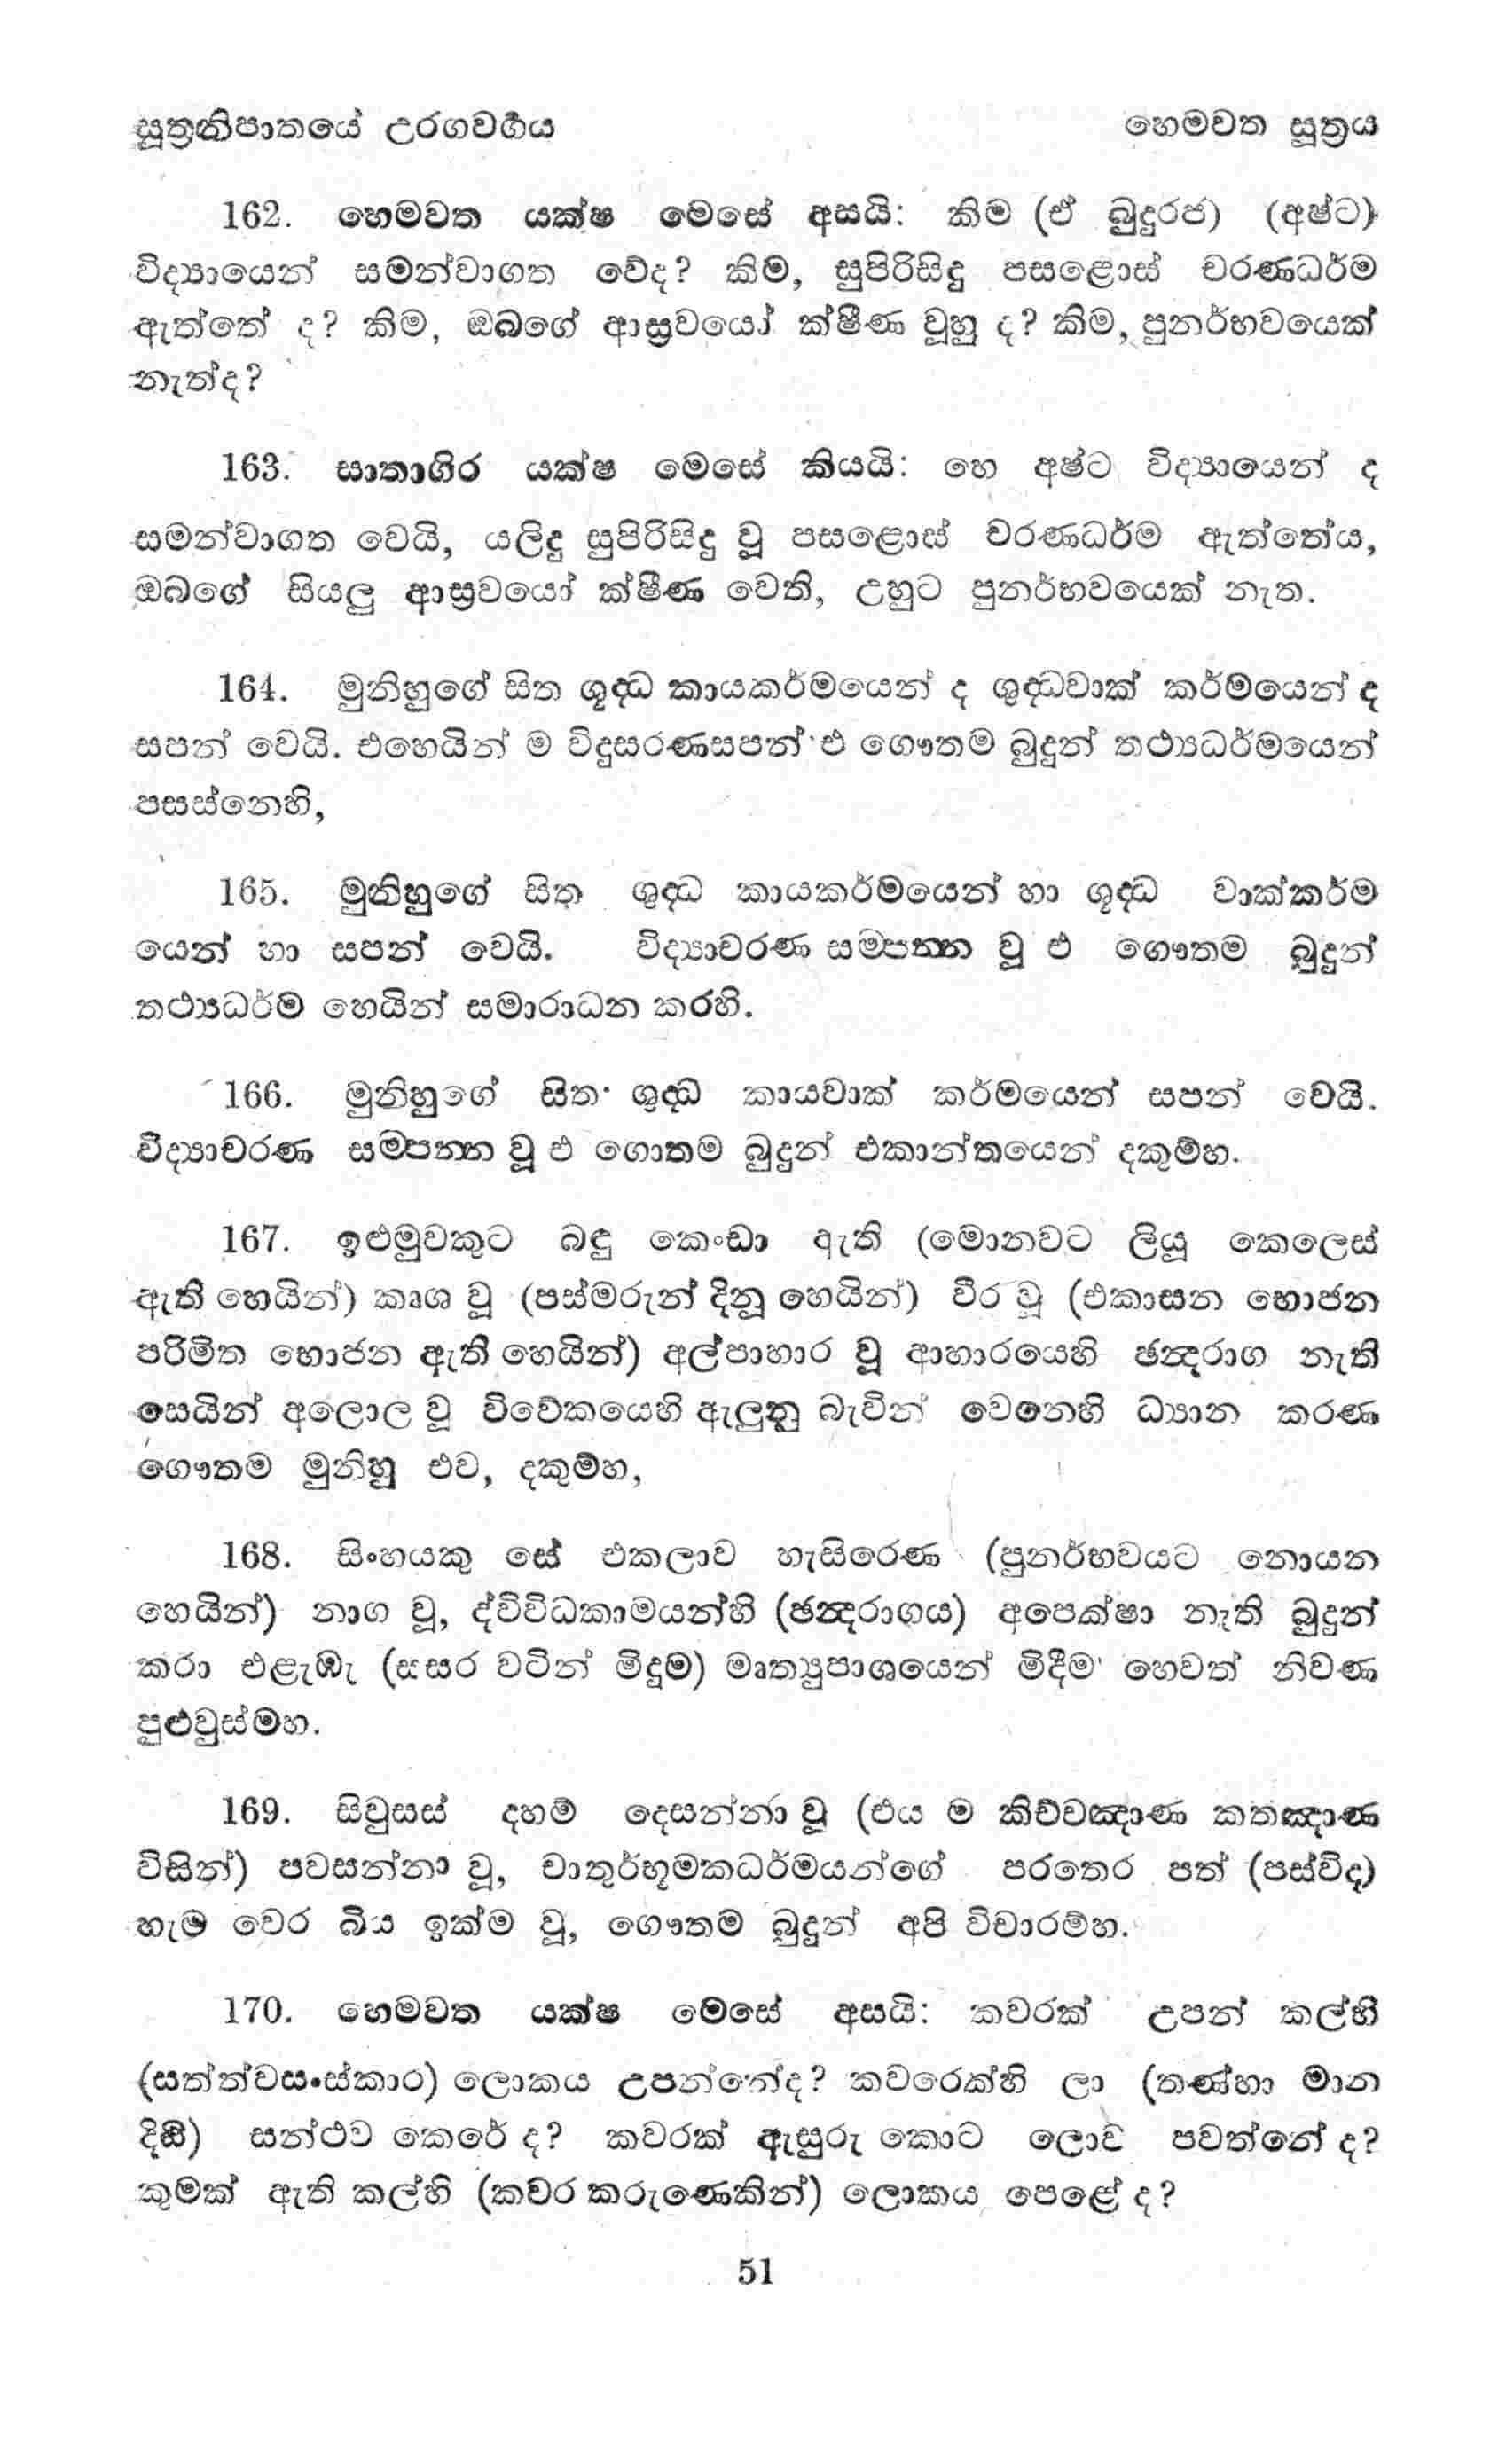 සූත්‍රනිපාතයේ උරගවර්‍ගය හෙමවත සූත්‍රය
162. හෙමවත යක්ෂ මෙසේ අසයි: කිම (ඒ බුදුරජ) (අෂ්ට)
විද්‍යායෙන් සමන්වාගත වේද? කිම, සුපිරිසිදු පසළොස් චරණධර්ම
ඇත්තේ ද? කිම, ඔබගේ ආස්‍රවයෝ ක්ෂීණ වූහු ද? කිම, පුනර්භවයෙක්
නැත්ද?
163. සාතාගිර යක්ෂ මෙසේ කියයි: හෙ අෂ්ට විද්‍යායෙන් ද
සමන්වාගත වෙයි, යලිදු සුපිරිසිදු වූ පසළොස් චරණධර්ම ඇත්තේය,
ඔබගේ සියලු ආස්‍රවයෝ ක්ෂීණ වෙති, උහුට පුනර්භවයෙක් නැත.
164. මුනිහුගේ සිත ශුද්‍ධ කායකර්මයෙන් ද ශුද්‍ධවාක් කර්මයෙන් ද
සපන් වෙයි. එහෙයින් ම විදුසරණසපන් එ ගෞතම බුදුන් තථ්‍යධර්මයෙන්
පසස්නෙහි,
165. මුනිහුගේ සිත ශුද්‍ධ කායකර්මයෙන් හා ශුද්‍ධ වාක්කර්ම
යෙන් හා සපන් වෙයි. විද්‍යාචරණ සම්පන්න වූ එ ගෞතම බුදුන්
තථ්‍යධර්ම හෙයින් සමාරාධන කරහි.
166. මුනිහුගේ සිත ශුද්‍ධ කායවාක් කර්මයෙන් සපන් වෙයි.
විද්‍යාචරණ සම්පන්න වූ එ ගොතම බුදුන් එකාන්තයෙන් දකුම්හ.
167. ඉළුමුවකුට බඳු කෙංඩා ඇති (මොනවට ලියූ කෙලෙස්
ඇති හෙයින්) කෘශ වූ (පස්මරුන් දිනූ හෙයින්) වීර වූ (එකාසන භොජන
පරිමිත භොජන ඇති හෙයින්) අල්පාහාර වූ ආහාරයෙහි ඡන්‍දරාග නැති
සෙයින් අලොල වූ විවේකයෙහි ඇලුනු බැවින් වෙනෙහි ධ්‍යාන කරණ
ගෞතම මුනිහු එව, දකුම්හ,
168. සිංහයකු සේ එකලාව හැසිරෙණ (පුනර්භවයට නොයන
හෙයින්) නාග වූ, ද්විවිධකාමයන්හි (ඡන්‍දරාගය) අපෙක්ෂා නැති බුදුන්
කරා එළැඹැ (සසර වටින් මිදුම) මෘත්‍යුපාශයෙන් මිදීම හෙවත් නිවණ
පුළුවුස්මහ.
169. සිවුසස් දහම් දෙසන්නා වූ (එය ම කිච්චඤාණ කතඤාණ
විසින්) පවසන්නා වූ, චාතුර්භූමකධර්මයන්ගේ පරතෙර පත් (පස්විද)
හැම වෙර බිය ඉක්ම වූ, ගෞතම බුදුන් අපි විචාරම්හ.
170. හෙමවත යක්ෂ මෙසේ අසයි: කවරක් උපන් කල්හි
(සත්ත්වසංස්කාර) ලොකය උපන්නේද? කවරෙක්හි ලා (තණ්හා මාන
දිඞි) සන්ථව කෙරේ ද? කවරක් ඇසුරු කොට ලොව පවත්නේ ද?
කුමක් ඇති කල්හි (කවර කරුණෙකින්) ලොකය පෙළේ ද?
51